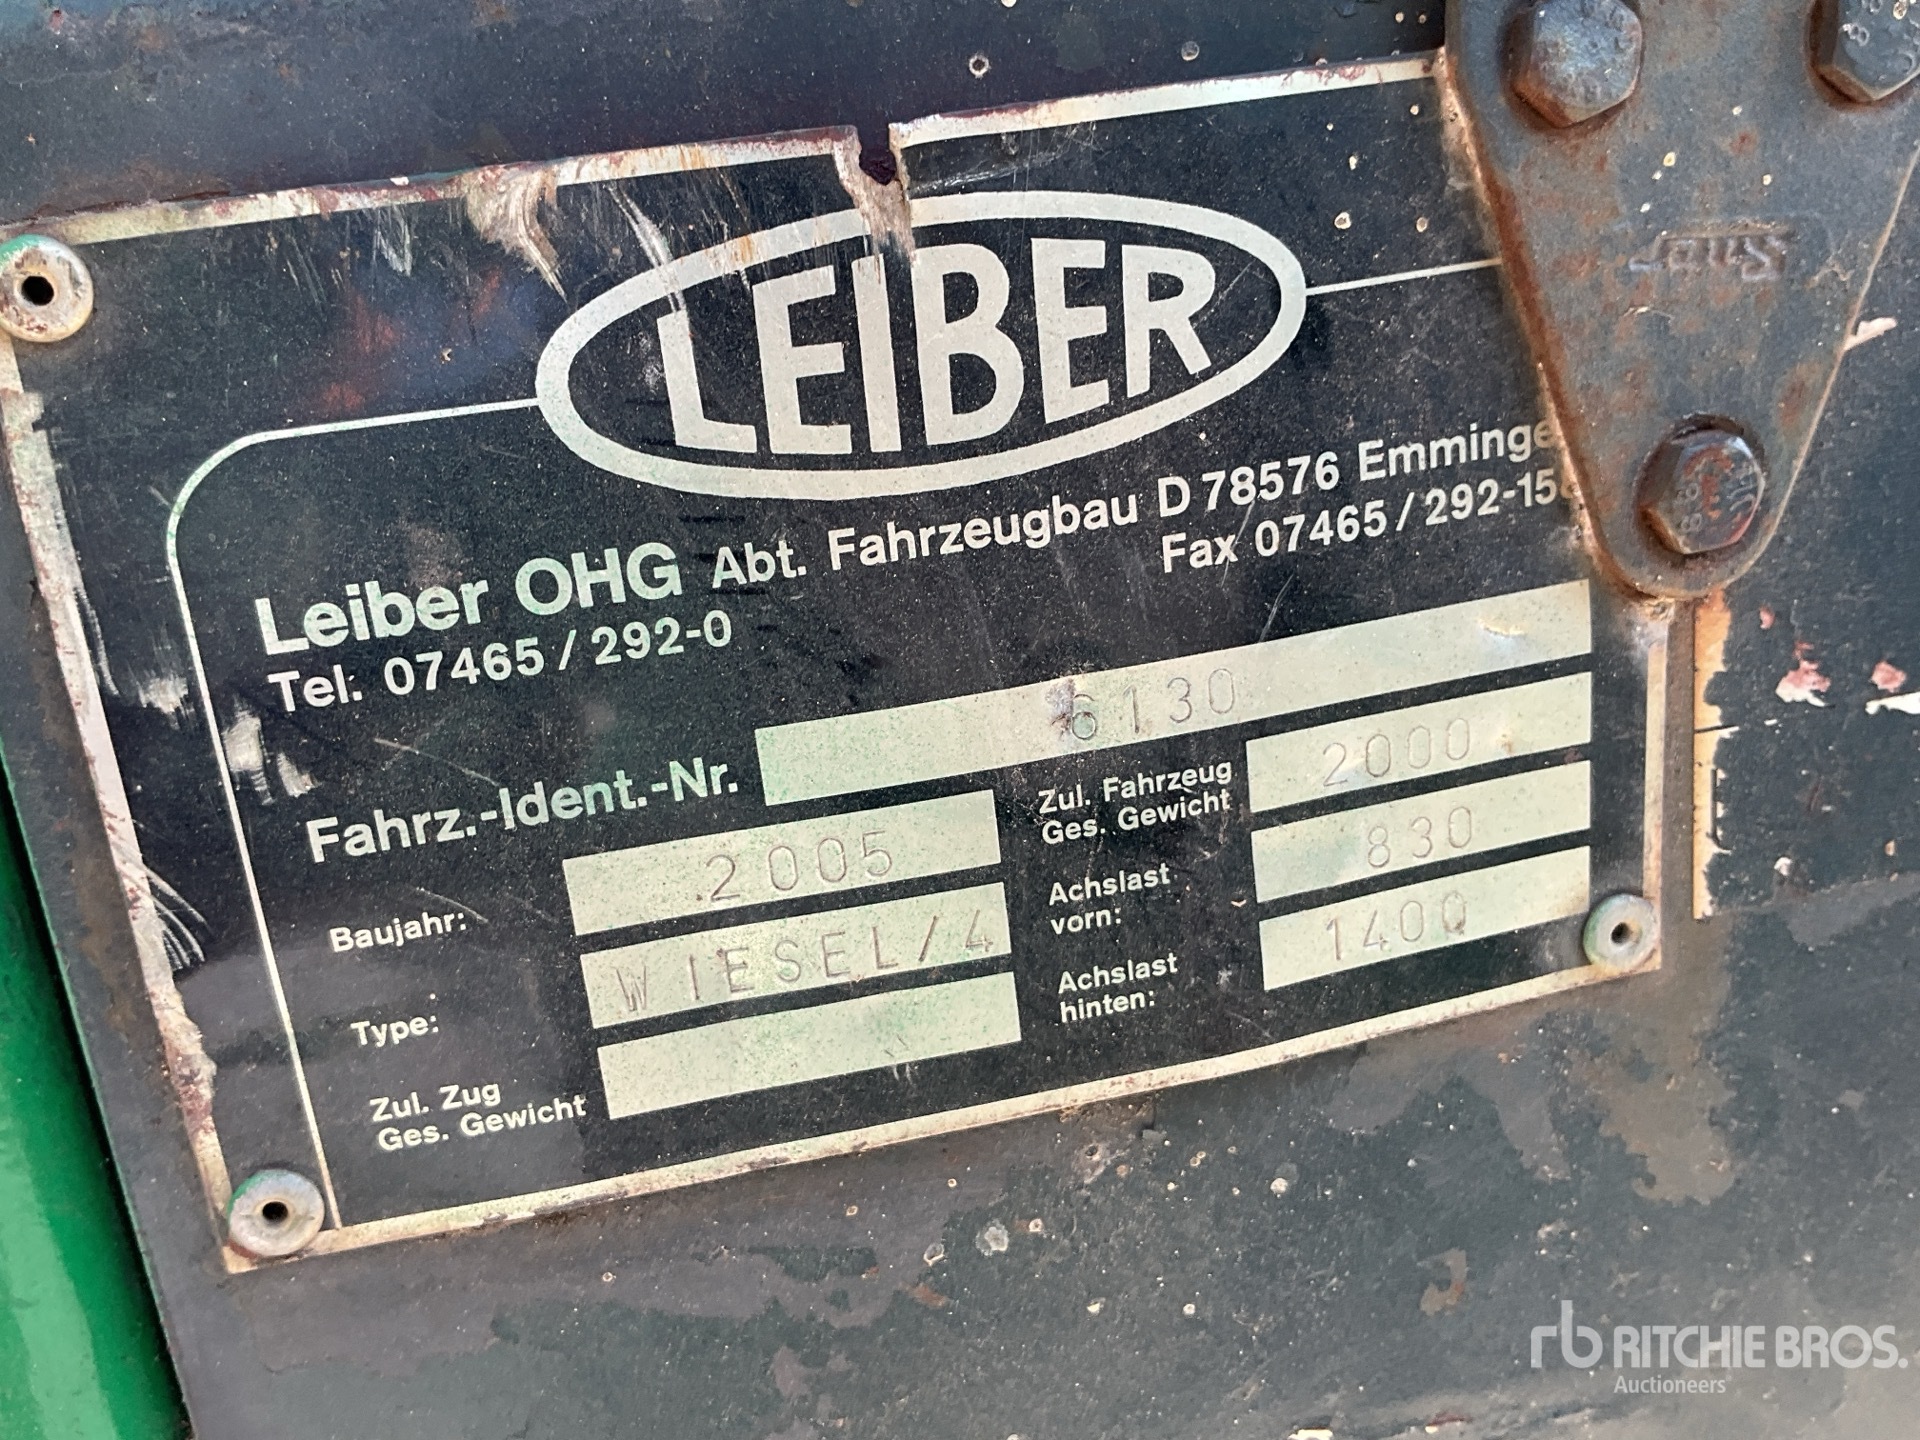 LEIBER
Leiber OHG Abt. Fahrzeugbau D 78576
Tel. 07465 / 292-0
Fax 07465 / 292-15
Fahrz.-Ident.-Nr. 6130
Baujahr: 2005
Type: WIESEL/4
Zul. Zug
Ges. Gewicht
Zul. Fahrzeug
Ges. Gewicht 2000
Achslast
vorn: 830
Achslast
hinten: 1400
rb RITCHIE BROS.
Auctioneers